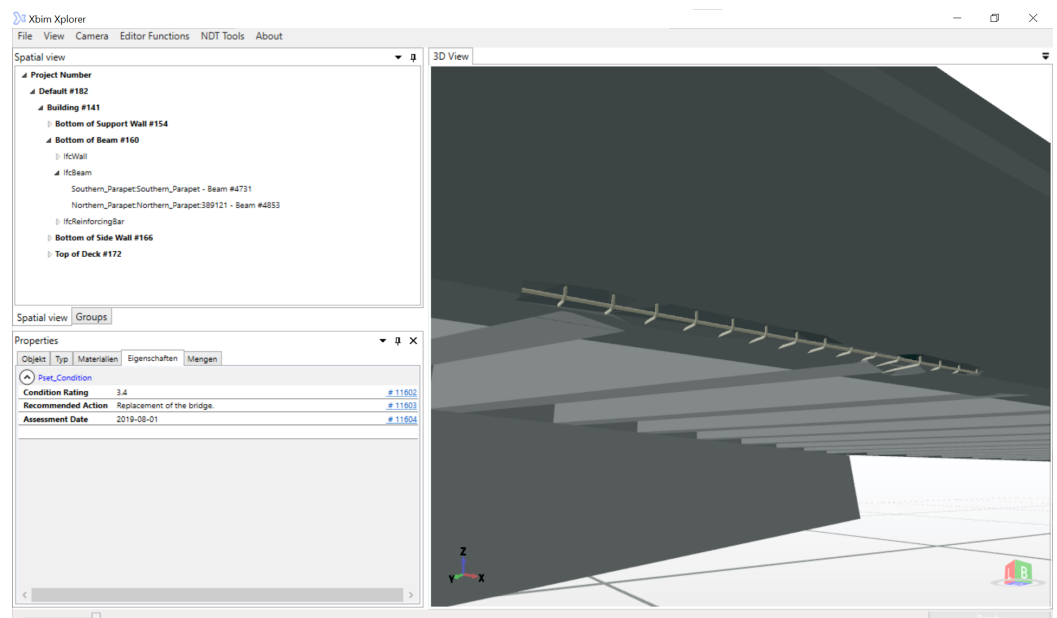 Xbim Xplorer
File View Camera Editor Functions NDT Tools About
Spatial view
3D View
Project Number
Default #182
Building #141
Bottom of Support Wall #154
Bottom of Beam #160
IfcWall
IfcBeam
Southern_Parapet:Southern_Parapet - Beam #4731
Northern_Parapet:Northern_Parapet:389121 - Beam #4853
IfcReinforcingBar
Bottom of Side Wall #166
Top of Deck #172
Spatial view Groups
Properties
Objekt Typ Materialien Eigenschaften Mengen
Pset_Condition
Condition Rating 3.4 # 11602
Recommended Action Replacement of the bridge. # 11603
Assessment Date 2019-08-01 # 11604
Z
Y X
L B